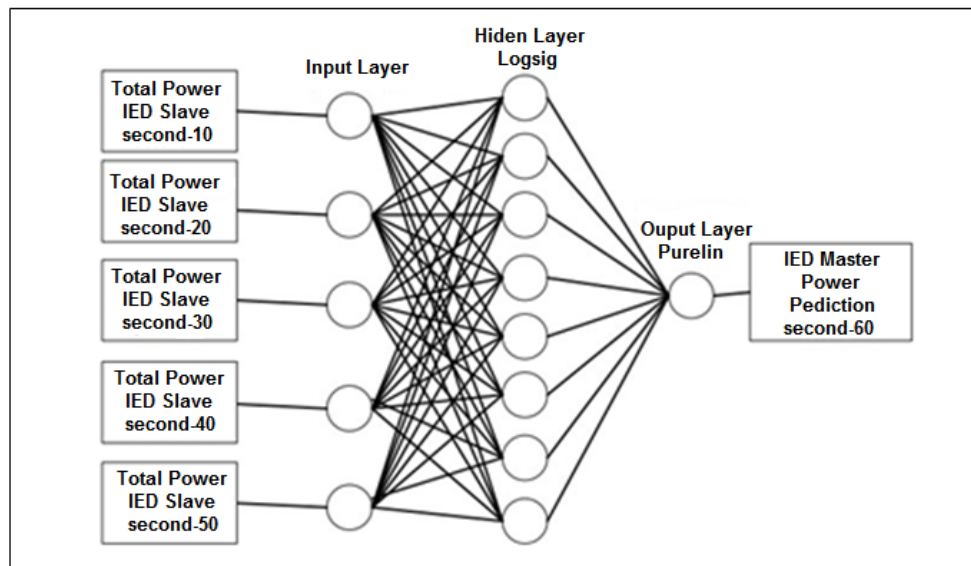 Hiden Layer
Logsig
Input Layer
Total Power
IED Slave
second-10
Total Power
IED Slave
second-20
Total Power
IED Slave
second-30
Total Power
IED Slave
second-40
Total Power
IED Slave
second-50
Ouput Layer
Purelin
IED Master
Power
Pediction
second-60